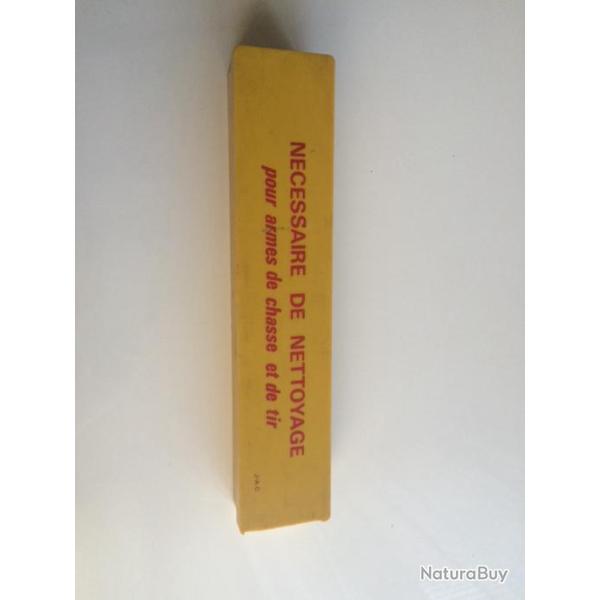 NECESSAIRE DE NETTOYAGE
pour armes de chasse et de tir
J.A.C
NaturaBuy